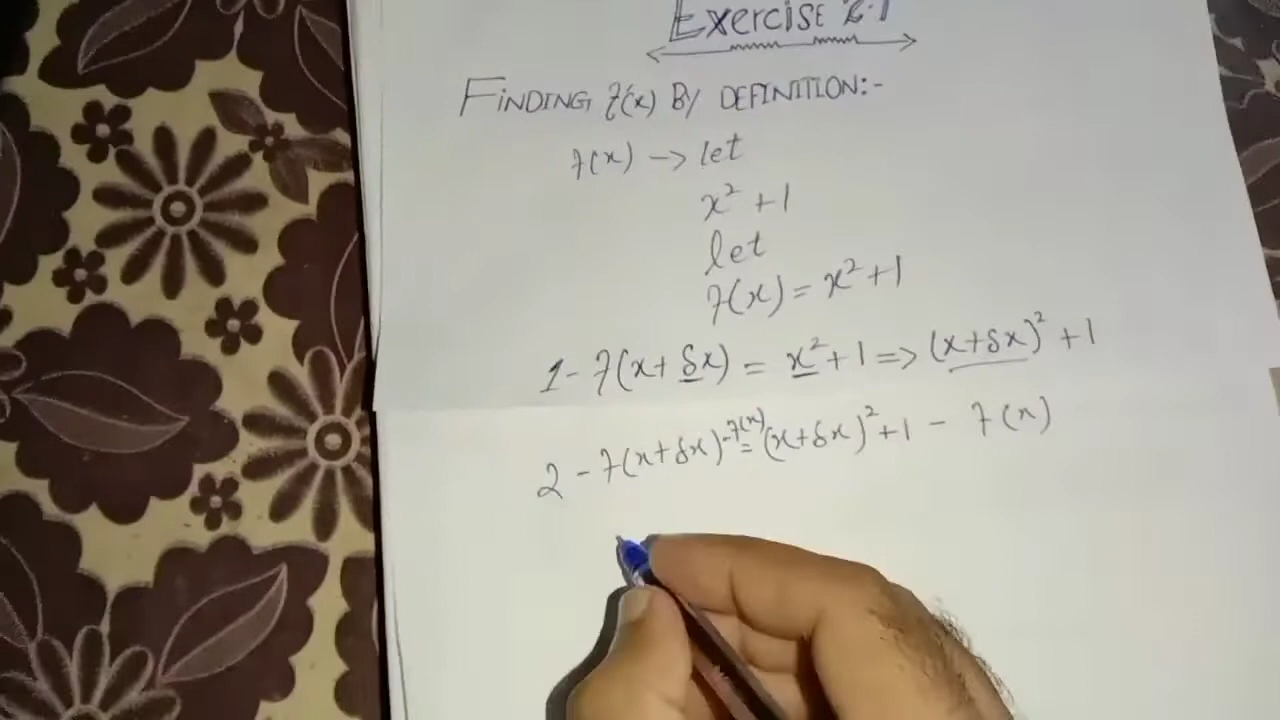 Exercise 2.1
FINDING f'(x) By DEFINITION:-
f(x) → let
x² + 1
let
f(x) = x² + 1
1 - f(x + δx) = x² + 1 => (x + δx)² + 1
2 - f(x + δx) - f(x) = (x + δx)² + 1 - f(x)